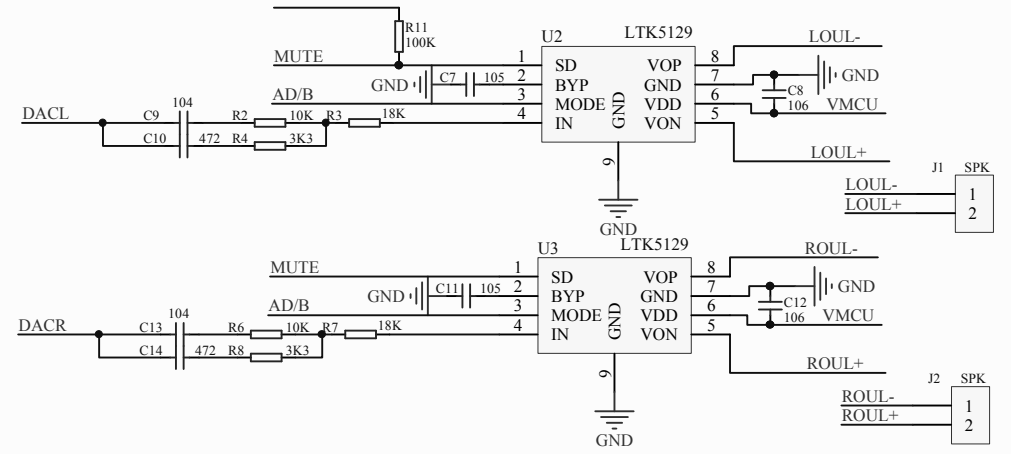 R11
100K
U2 LTK5129
MUTE 1 SD VOP 8 LOUL-
GND C7 105 2 BYP GND 7 GND
C8
AD/B 3 MODE VDD 6 106 VMCU
104
DACL C9 R2 10K R3 18K 4 IN GND VON 5
C10 472 R4 3K3
9 LOUL+
J1 SPK
LOUL- 1
LOUL+ 2
GND
U3 LTK5129
MUTE 1 SD VOP 8 ROUL-
GND C11 105 2 BYP GND 7 GND
C12
AD/B 3 MODE VDD 6 106 VMCU
104
DACR C13 R6 10K R7 18K 4 IN GND VON 5
C14 472 R8 3K3
9 ROUL+
J2 SPK
ROUL- 1
ROUL+ 2
GND